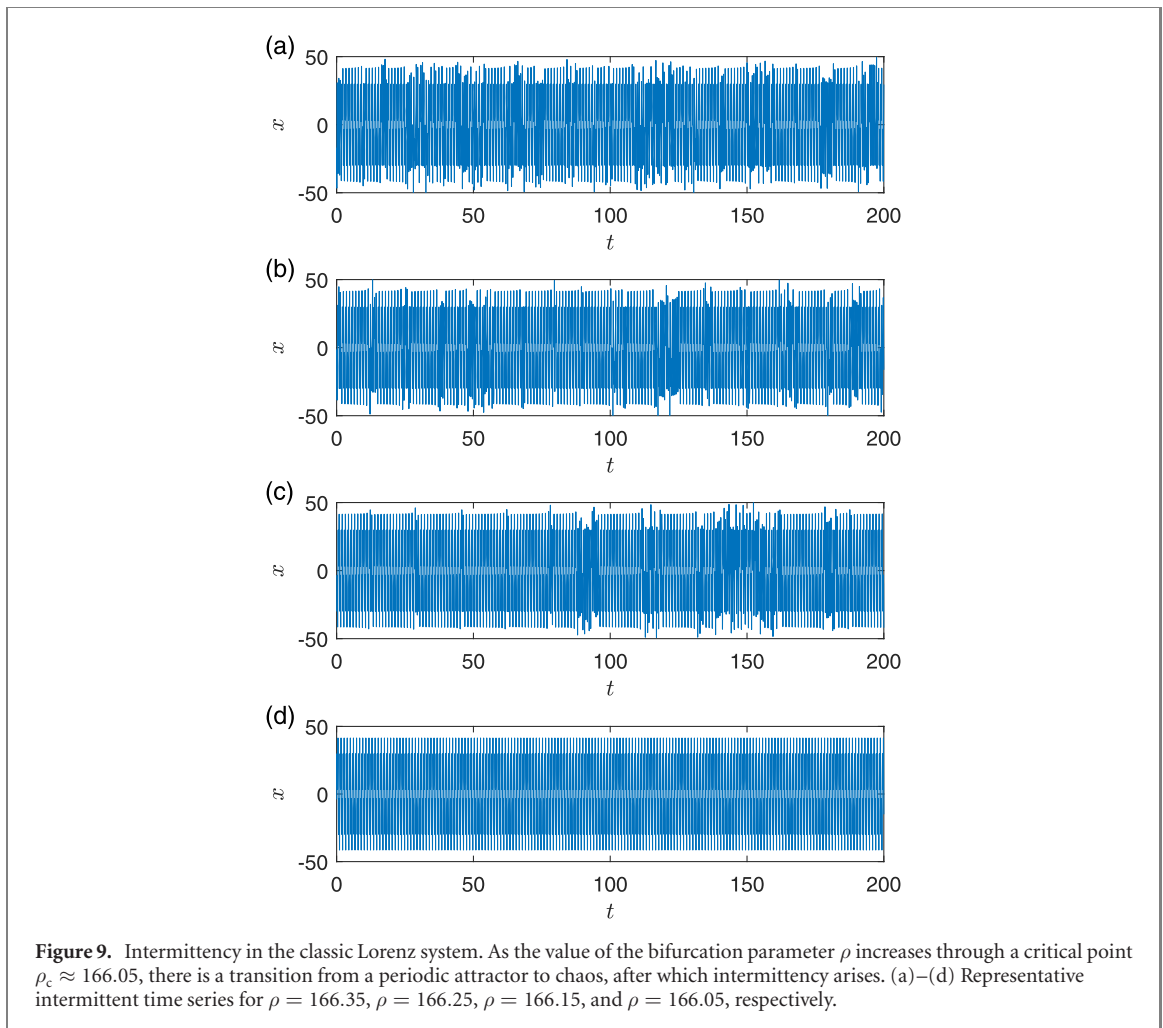 (a)
50
0
-50
x
0 50 100 150 200
t
(b)
50
0
-50
x
0 50 100 150 200
t
(c)
50
0
-50
x
0 50 100 150 200
t
(d)
50
0
-50
x
0 50 100 150 200
t
Figure 9. Intermittency in the classic Lorenz system. As the value of the bifurcation parameter ρ increases through a critical point
ρc ≈ 166.05, there is a transition from a periodic attractor to chaos, after which intermittency arises. (a)–(d) Representative
intermittent time series for ρ = 166.35, ρ = 166.25, ρ = 166.15, and ρ = 166.05, respectively.